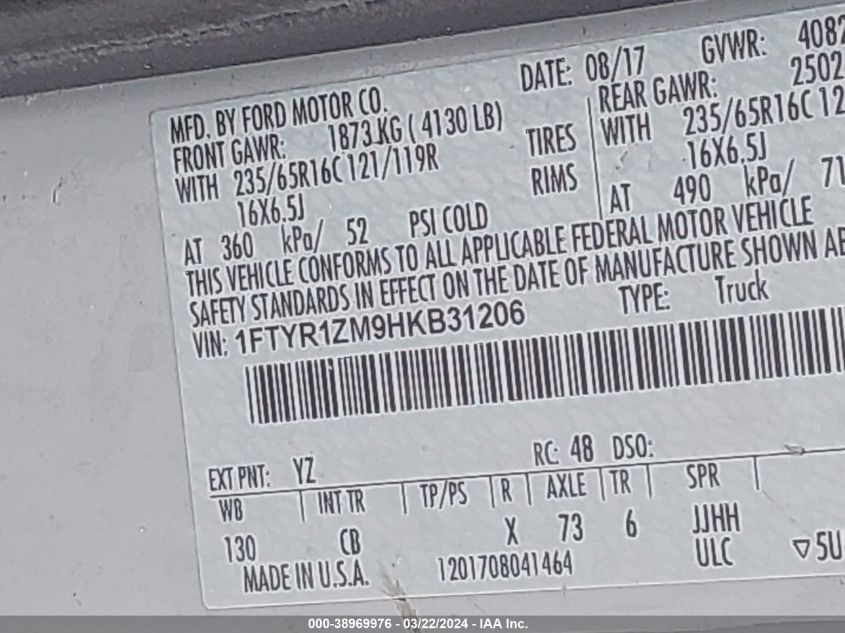 MFD. BY FORD MOTOR CO. DATE: 08/17 GVWR: 4082
FRONT GAWR: 1873 KG ( 4130 LB) REAR GAWR: 2502
WITH 235/65R16C 121/119R TIRES WITH 235/65R16C 12
16X6.5J RIMS 16X6.5J
AT 360 kPa/ 52 PSI COLD AT 490 kPa/ 71
THIS VEHICLE CONFORMS TO ALL APPLICABLE FEDERAL MOTOR VEHICLE
SAFETY STANDARDS IN EFFECT ON THE DATE OF MANUFACTURE SHOWN AB
VIN: 1FTYR1ZM9HKB31206 TYPE: Truck
EXT PNT: YZ RC: 48 DSO:
WB INT TR TP/PS R AXLE TR SPR
130 CB X 73 6 JJHH
ULC ▽5U
MADE IN U.S.A. 1201708041464
000-38969976 - 03/22/2024 - IAA Inc.